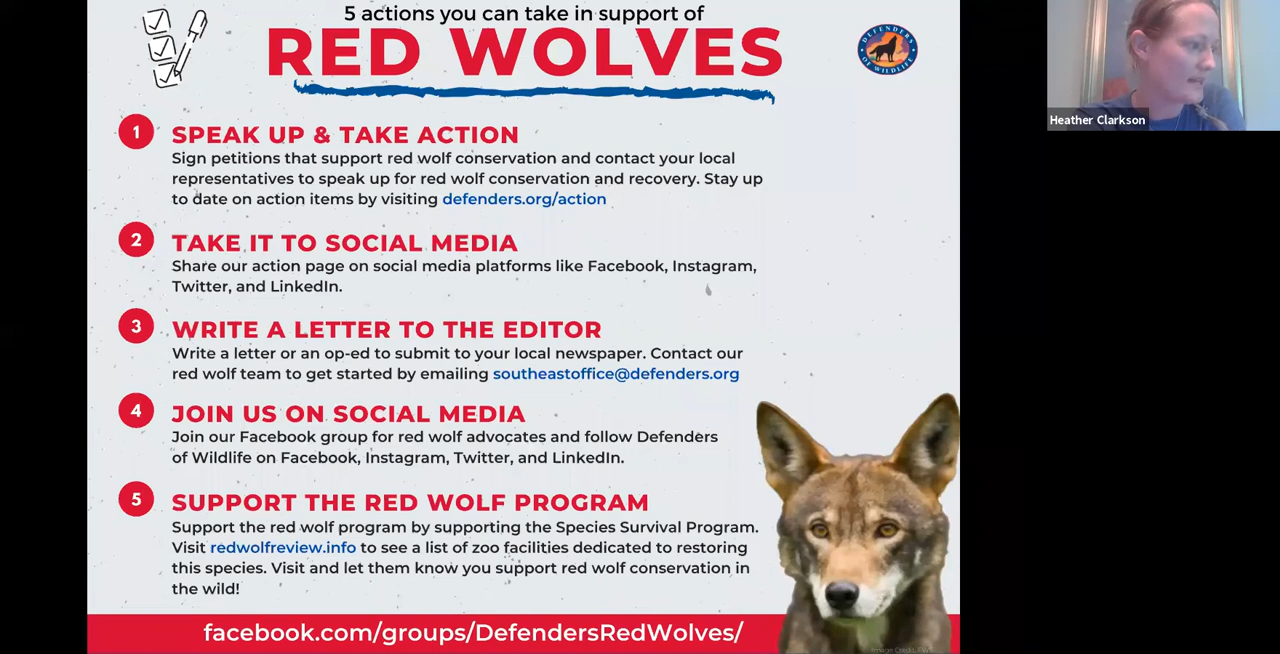 5 actions you can take in support of
RED WOLVES
DEFENDERS
OF WILDLIFE
Heather Clarkson
1
SPEAK UP & TAKE ACTION
Sign petitions that support red wolf conservation and contact your local
representatives to speak up for red wolf conservation and recovery. Stay up
to date on action items by visiting defenders.org/action
2
TAKE IT TO SOCIAL MEDIA
Share our action page on social media platforms like Facebook, Instagram,
Twitter, and LinkedIn.
3
WRITE A LETTER TO THE EDITOR
Write a letter or an op-ed to submit to your local newspaper. Contact our
red wolf team to get started by emailing southeastoffice@defenders.org
4
JOIN US ON SOCIAL MEDIA
Join our Facebook group for red wolf advocates and follow Defenders
of Wildlife on Facebook, Instagram, Twitter, and LinkedIn.
5
SUPPORT THE RED WOLF PROGRAM
Support the red wolf program by supporting the Species Survival Program.
Visit redwolfreview.info to see a list of zoo facilities dedicated to restoring
this species. Visit and let them know you support red wolf conservation in
the wild!
facebook.com/groups/DefendersRedWolves/
Image Credit: